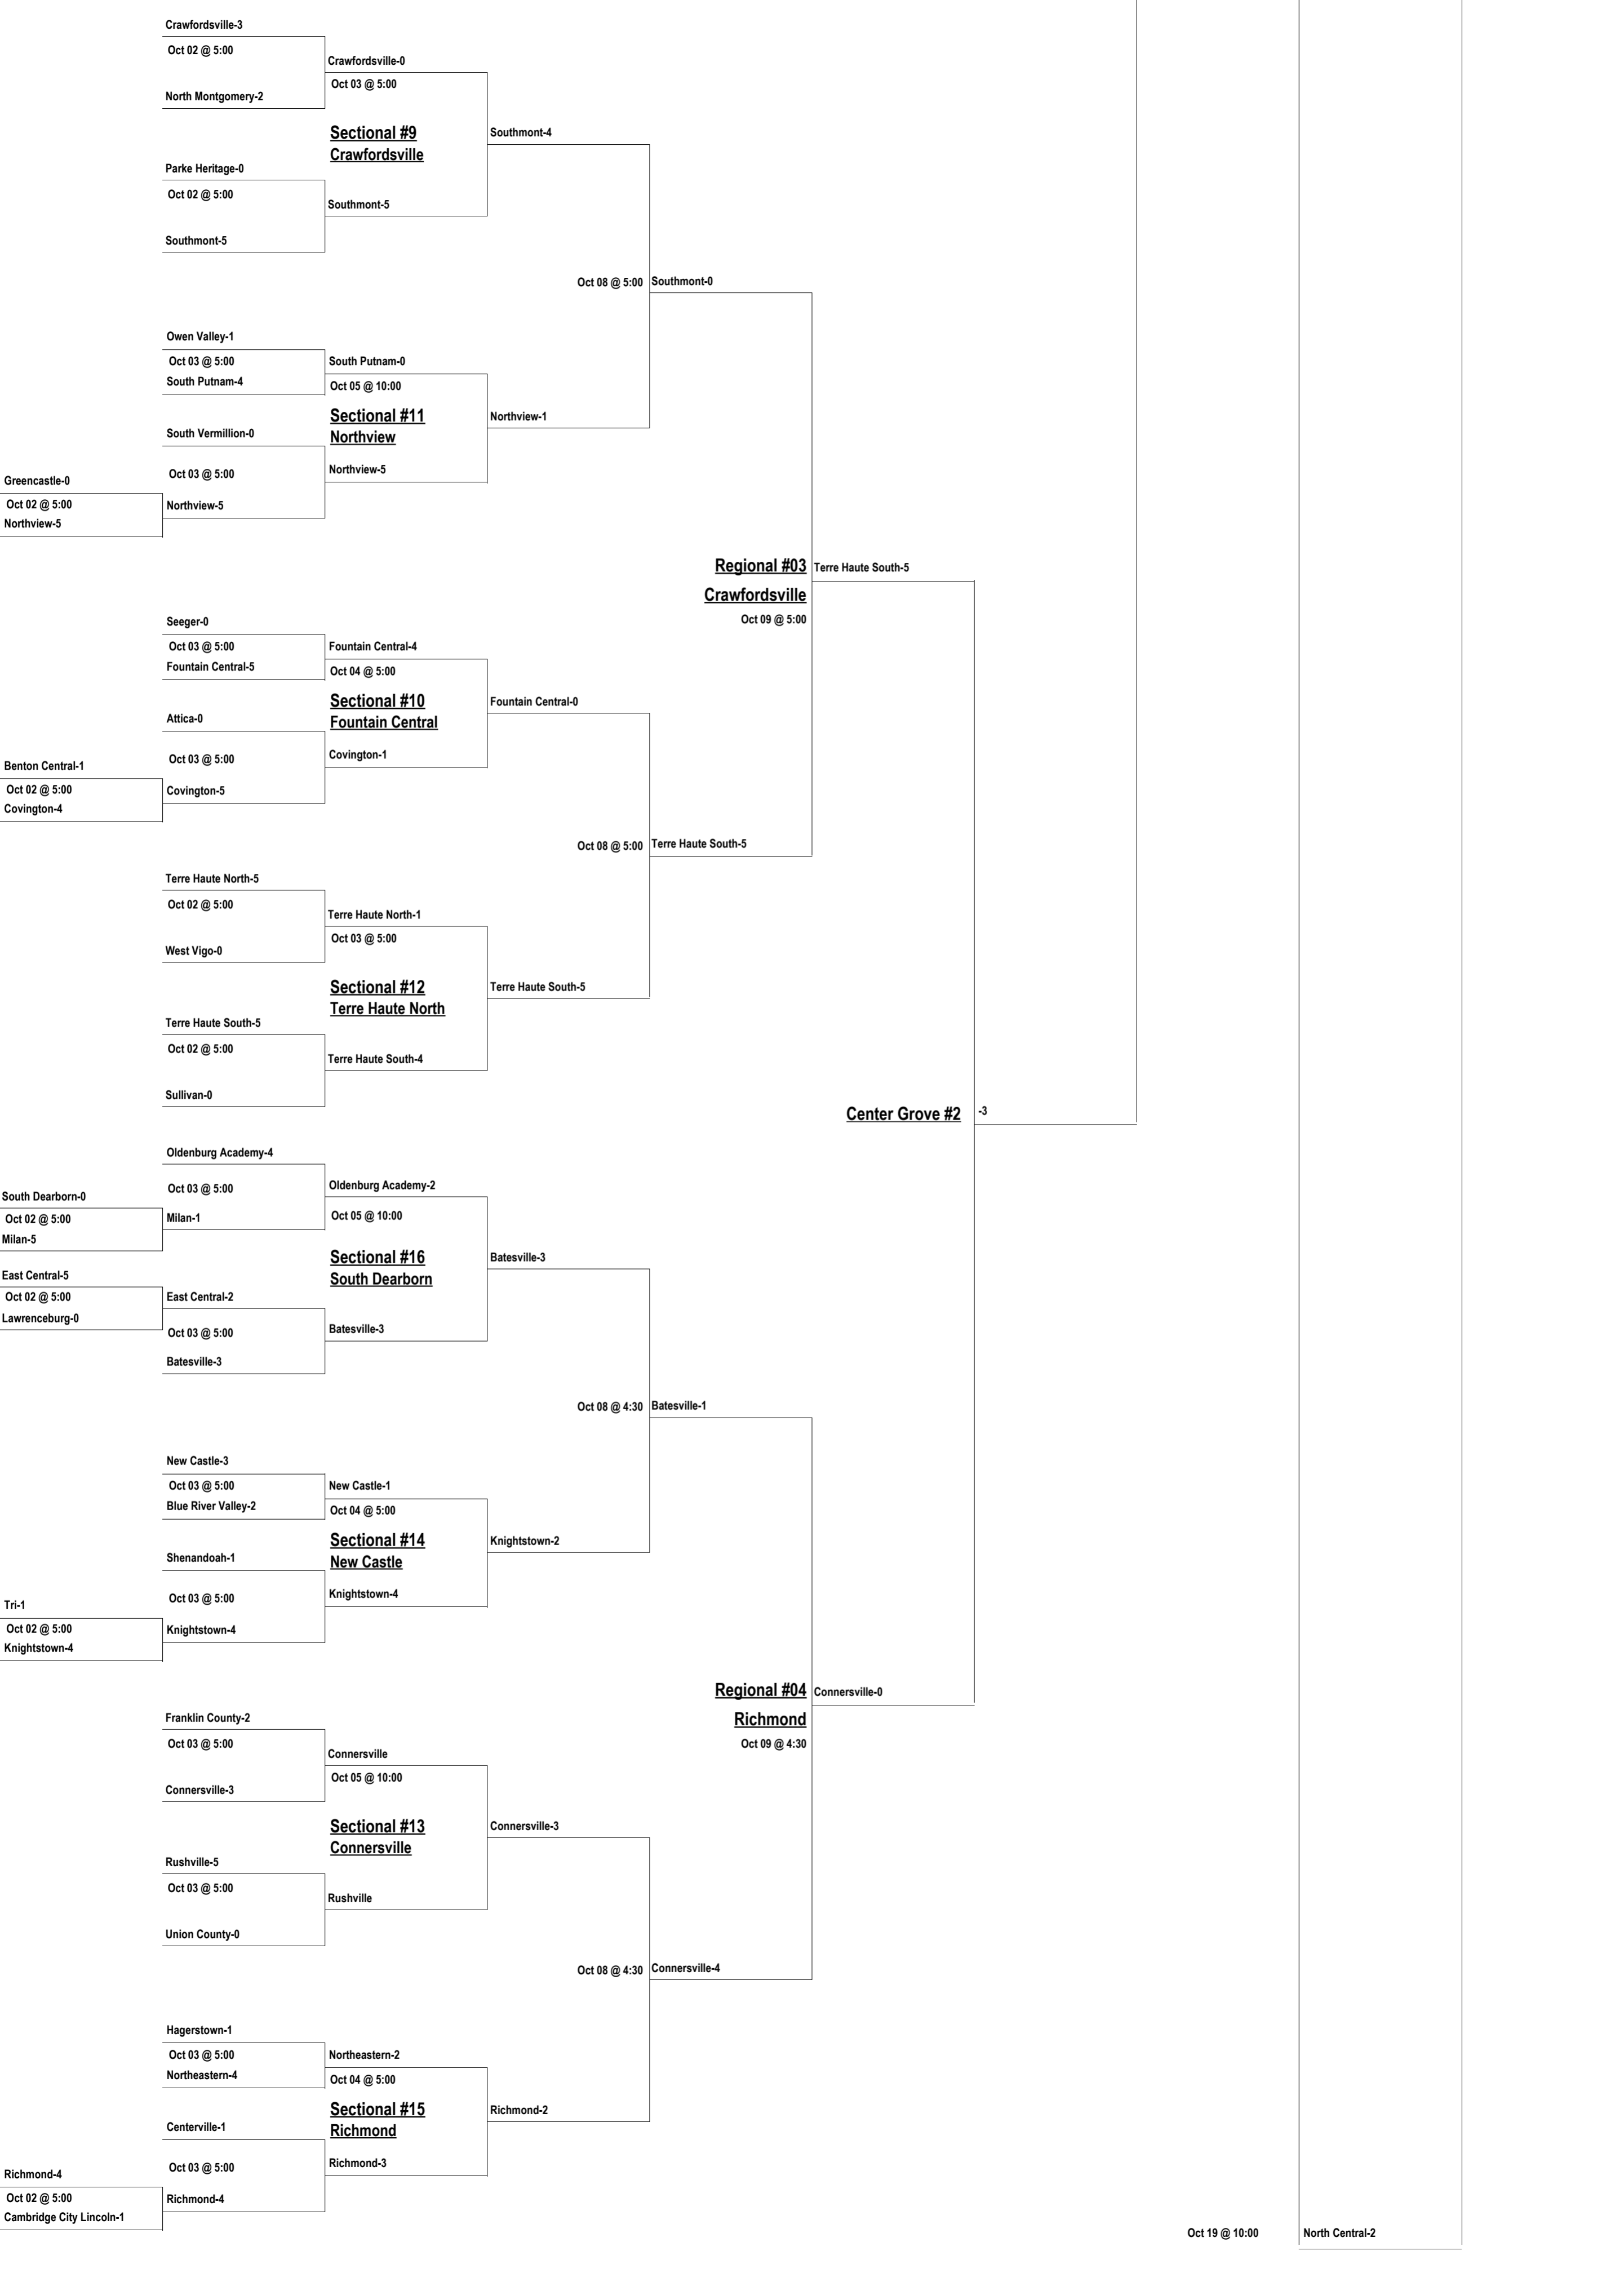 Crawfordsville-3
Oct 02 @ 5:00
Crawfordsville-0
Oct 03 @ 5:00
North Montgomery-2
Sectional #9
Crawfordsville
Southmont-4
Parke Heritage-0
Oct 02 @ 5:00
Southmont-5
Southmont-5
Oct 08 @ 5:00
Southmont-0
Owen Valley-1
Oct 03 @ 5:00
South Putnam-4
South Putnam-0
Oct 05 @ 10:00
Sectional #11
Northview
Northview-1
South Vermillion-0
Oct 03 @ 5:00
Northview-5
Greencastle-0
Oct 02 @ 5:00
Northview-5
Northview-5
Regional #03
Crawfordsville
Oct 09 @ 5:00
Terre Haute South-5
Seeger-0
Oct 03 @ 5:00
Fountain Central-5
Fountain Central-4
Oct 04 @ 5:00
Sectional #10
Fountain Central
Fountain Central-0
Attica-0
Oct 03 @ 5:00
Covington-1
Benton Central-1
Oct 02 @ 5:00
Covington-4
Covington-5
Oct 08 @ 5:00
Terre Haute South-5
Terre Haute North-5
Oct 02 @ 5:00
West Vigo-0
Terre Haute North-1
Oct 03 @ 5:00
Sectional #12
Terre Haute North
Terre Haute South-5
Terre Haute South-5
Oct 02 @ 5:00
Sullivan-0
Terre Haute South-4
Center Grove #2
-3
Oldenburg Academy-4
Oct 03 @ 5:00
Milan-1
Oldenburg Academy-2
Oct 05 @ 10:00
South Dearborn-0
Oct 02 @ 5:00
Milan-5
Sectional #16
South Dearborn
Batesville-3
East Central-5
Oct 02 @ 5:00
Lawrenceburg-0
East Central-2
Oct 03 @ 5:00
Batesville-3
Batesville-3
Oct 08 @ 4:30
Batesville-1
New Castle-3
Oct 03 @ 5:00
Blue River Valley-2
New Castle-1
Oct 04 @ 5:00
Sectional #14
New Castle
Knightstown-2
Shenandoah-1
Oct 03 @ 5:00
Knightstown-4
Tri-1
Oct 02 @ 5:00
Knightstown-4
Knightstown-4
Regional #04
Richmond
Oct 09 @ 4:30
Connersville-0
Franklin County-2
Oct 03 @ 5:00
Connersville-3
Connersville
Oct 05 @ 10:00
Sectional #13
Connersville
Connersville-3
Rushville-5
Oct 03 @ 5:00
Union County-0
Rushville
Oct 08 @ 4:30
Connersville-4
Hagerstown-1
Oct 03 @ 5:00
Northeastern-4
Northeastern-2
Oct 04 @ 5:00
Sectional #15
Richmond
Richmond-2
Centerville-1
Oct 03 @ 5:00
Richmond-3
Richmond-4
Oct 02 @ 5:00
Cambridge City Lincoln-1
Richmond-4
Oct 19 @ 10:00
North Central-2